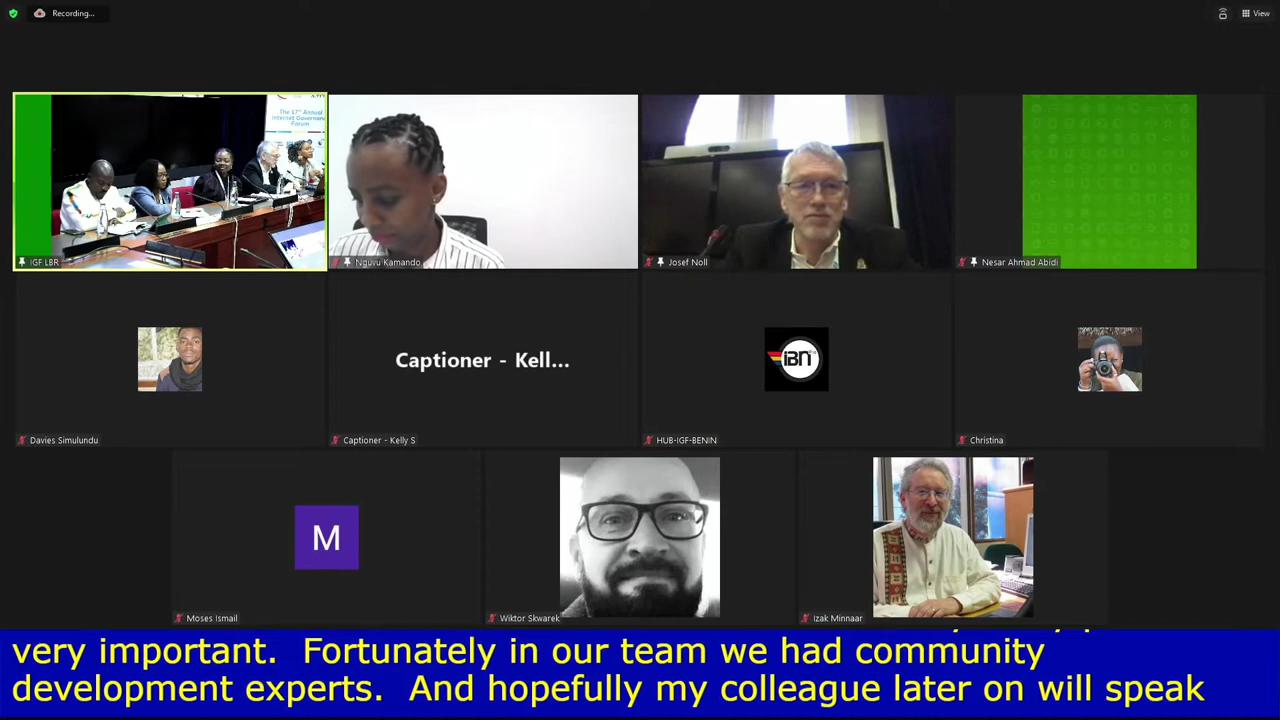 Recording...
View
The 17th Annual
Internet Governance
Forum
IGF LBR
Nguvu Kamando
Josef Noll
Nesar Ahmad Abidi
Captioner - Kell...
iBN
Davies Simulundu
Captioner - Kelly S
HUB-IGF-BENIN
Christina
M
Moses Ismail
Wiktor Skwarek
Izak Minnaar
very important. Fortunately in our team we had community
development experts. And hopefully my colleague later on will speak